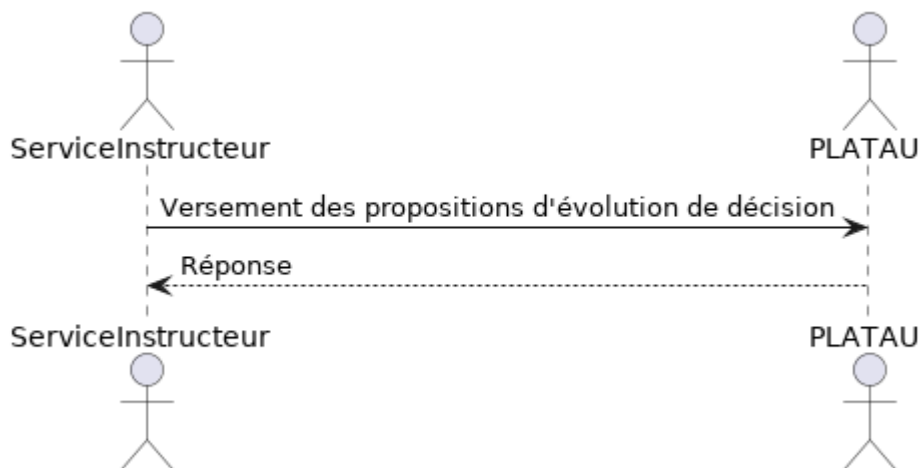 ServiceInstructeur PLATAU
Versement des propositions d'évolution de décision
Réponse
ServiceInstructeur PLATAU